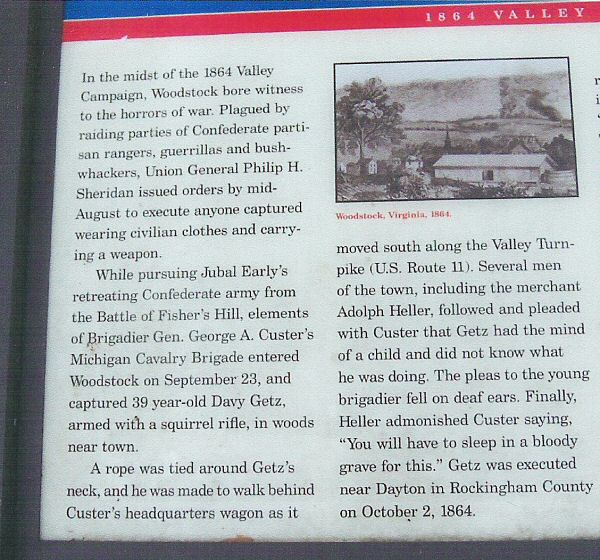 1864 VALLEY
In the midst of the 1864 Valley
Campaign, Woodstock bore witness
to the horrors of war. Plagued by
raiding parties of Confederate parti-
san rangers, guerrillas and bush-
whackers, Union General Philip H.
Sheridan issued orders by mid-
August to execute anyone captured
wearing civilian clothes and carry-
ing a weapon.
While pursuing Jubal Early's
retreating Confederate army from
the Battle of Fisher's Hill, elements
of Brigadier Gen. George A. Custer's
Michigan Cavalry Brigade entered
Woodstock on September 23, and
captured 39 year-old Davy Getz,
armed with a squirrel rifle, in woods
near town.
A rope was tied around Getz's
neck, and he was made to walk behind
Custer's headquarters wagon as it
Woodstock, Virginia, 1864.
moved south along the Valley Turn-
pike (U.S. Route 11). Several men
of the town, including the merchant
Adolph Heller, followed and pleaded
with Custer that Getz had the mind
of a child and did not know what
he was doing. The pleas to the young
brigadier fell on deaf ears. Finally,
Heller admonished Custer saying,
“You will have to sleep in a bloody
grave for this.” Getz was executed
near Dayton in Rockingham County
on October 2, 1864.